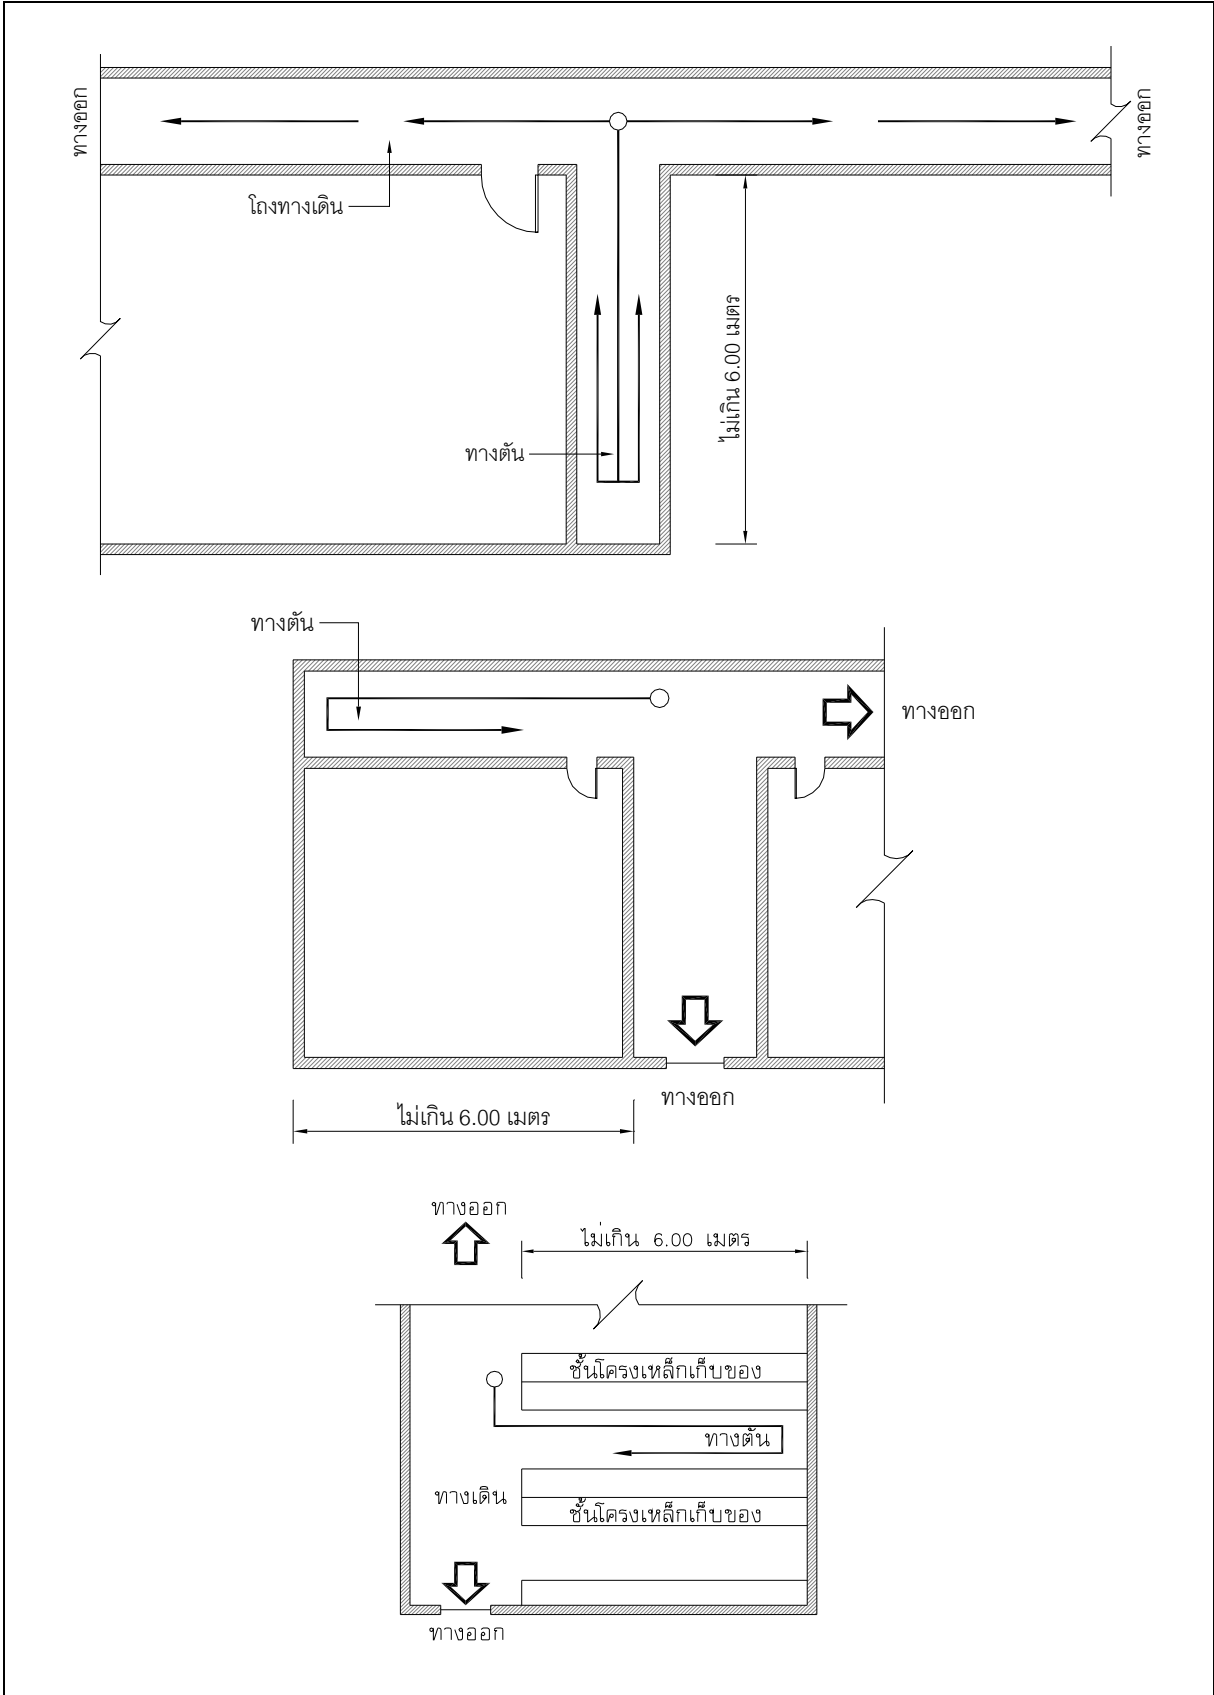 ทางออก
ทางออก
โถงทางเดิน
ไม่เกิน 6.00 เมตร
ทางตัน
ทางตัน
ทางออก
ทางออก
ไม่เกิน 6.00 เมตร
ทางออก
ไม่เกิน 6.00 เมตร
ชั้นโครงเหล็กเก็บของ
ทางตัน
ทางเดิน
ชั้นโครงเหล็กเก็บของ
ทางออก